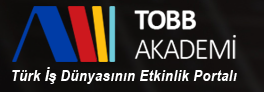 TOBB
AKADEMİ
Türk İş Dünyasının Etkinlik Portalı